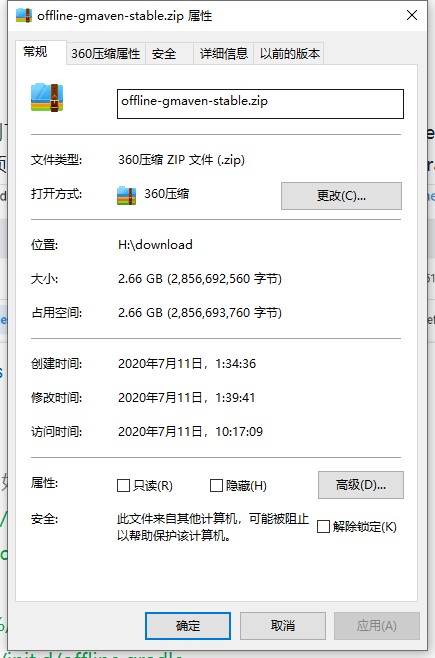 offline-gmaven-stable.zip 属性
常规
360压缩属性
安全
详细信息
以前的版本
offline-gmaven-stable.zip
文件类型: 360压缩 ZIP 文件 (.zip)
打开方式: 360压缩 更改(C)...
位置: H:\download
大小: 2.66 GB (2,856,692,560 字节)
占用空间: 2.66 GB (2,856,693,760 字节)
创建时间: 2020年7月11日，1:34:36
修改时间: 2020年7月11日，1:39:41
访问时间: 2020年7月11日，10:17:09
属性: 只读(R) 隐藏(H) 高级(D)...
安全: 此文件来自其他计算机，可能被阻止
以帮助保护该计算机。
解除锁定(K)
确定 取消 应用(A)